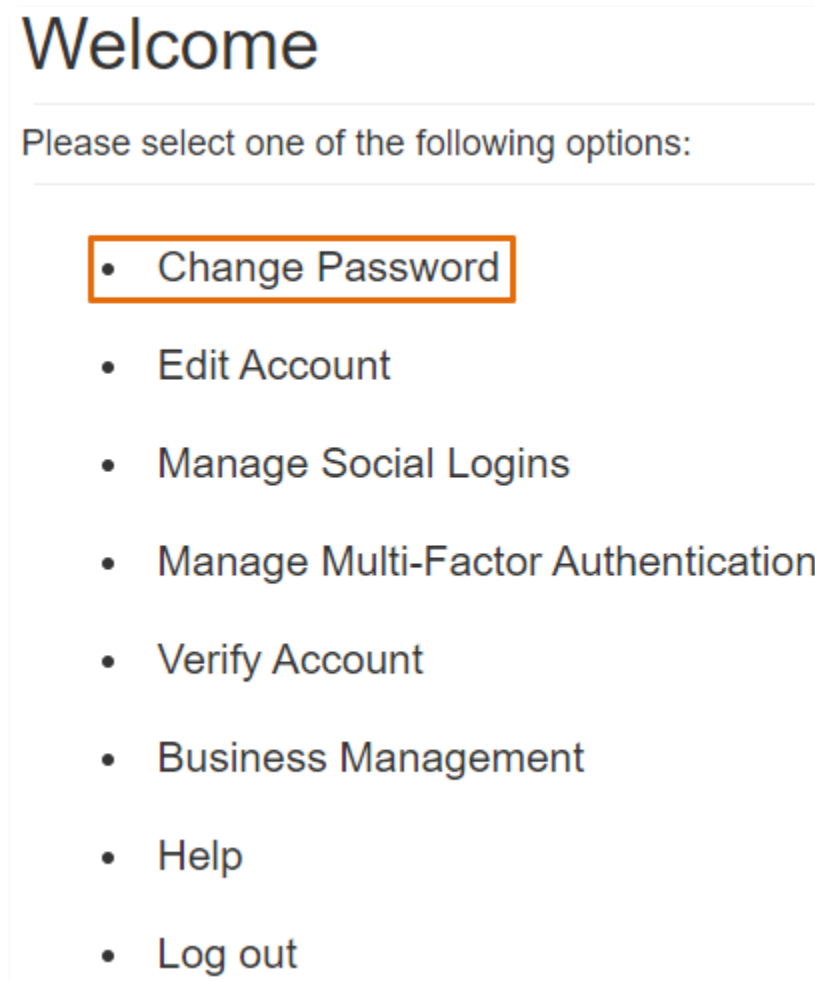 Welcome
Please select one of the following options:
• Change Password
• Edit Account
• Manage Social Logins
• Manage Multi-Factor Authentication
• Verify Account
• Business Management
• Help
• Log out